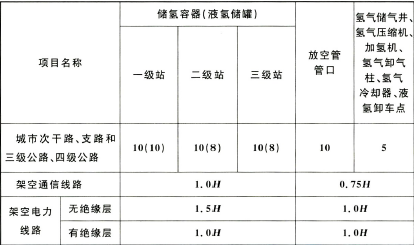 项目名称
储氢容器(液氢储罐)
一级站
二级站
三级站
放空管
管口
氢气储气井、
氢气压缩机、
加氢机、
氢气卸气
柱、氢气
冷却器、液
氢卸车点
城市次干路、支路和
三级公路、四级公路
10(10)
10(8)
10(8)
10
5
架空通信线路
1.0H
0.75H
架空电力
线路
无绝缘层
1.5H
1.0H
有绝缘层
1.0H
1.0H